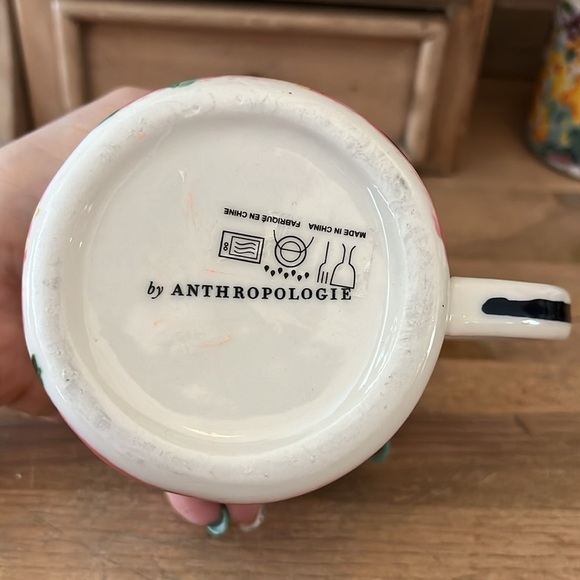 MADE IN CHINA FABRIQUÉ EN CHINE
by ANTHROPOLOGIE